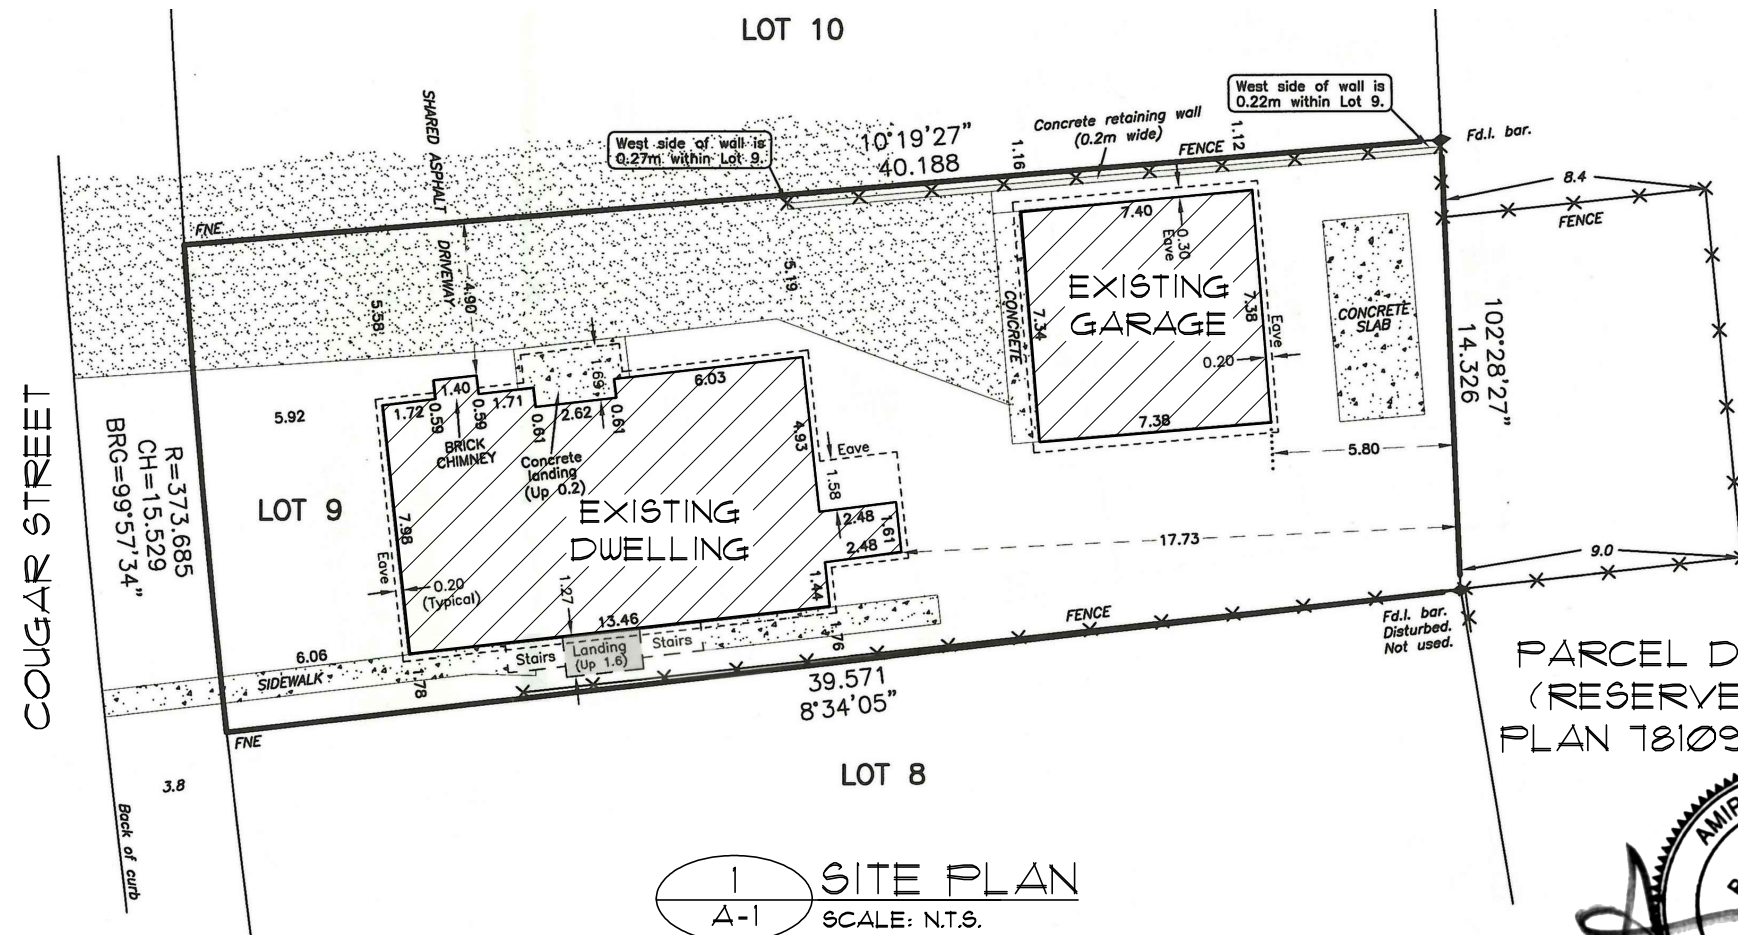 LOT 10
SHARED ASPHALT
DRIVEWAY
West side of wall is
0.27m within Lot 9.
10°19'27"
40.188
Concrete retaining wall
(0.2m wide)
West side of wall is
0.22m within Lot 9.
1.16
FENCE
1.12
Fd.I. bar.
8.4
FENCE
FNE
4.90
5.58
5.19
7.40
0.30
Eave
EXISTING
GARAGE
CONCRETE
7.34
7.38
Eave
0.20
7.38
CONCRETE
SLAB
102°28'27"
14.326
5.80
COUGAR STREET
R=373.685
CH=15.529
BRG=99°57'34"
5.92
1.72
0.59
1.40
0.59
1.71
0.61
2.62
1.69
0.61
6.03
BRICK
CHIMNEY
Concrete
landing
(Up 0.2)
4.93
Eave
1.58
LOT 9
EXISTING
DWELLING
7.98
Eave
0.20
(Typical)
2.48
1.61
2.48
1.44
17.73
9.0
1.27
13.46
Stairs
Landing
(Up 1.6)
Stairs
1.76
FENCE
Fd.I. bar.
Disturbed.
Not used.
6.06
SIDEWALK
1.78
39.571
8°34'05"
FNE
3.8
Back of curb
LOT 8
PARCEL D
(RESERVE
PLAN 78109
1
A-1
SITE PLAN
SCALE: N.T.S.
AMIR